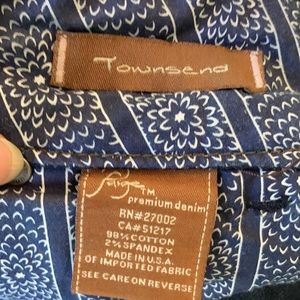 Townsend
Paige TM
premium denim
RN#27002
CA#51217
98% COTTON
2% SPANDEX
MADE IN U.S.A.
OF IMPORTED FABRIC
SEE CARE ON REVERSE